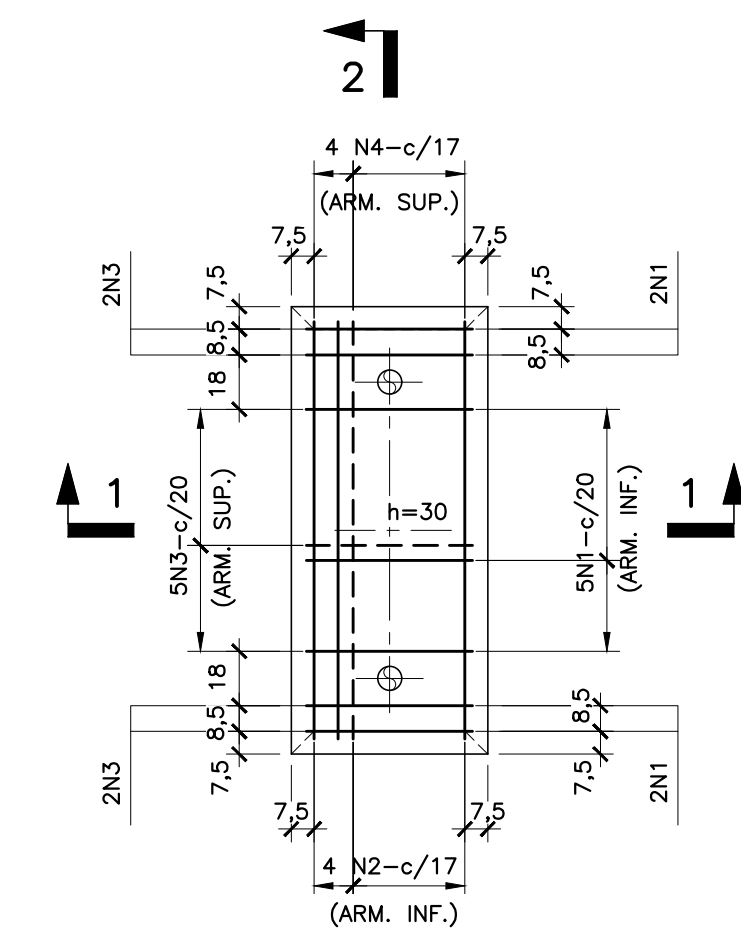 2
4 N4-c/17
(ARM. SUP.)
7,5
7,5
2N3
7,5
7,5
2N1
8,5
8,5
18
1
5N3-c/20
(ARM. SUP.)
h=30
5N1-c/20
(ARM. INF.)
1
18
8,5
8,5
2N3
7,5
7,5
2N1
7,5
7,5
4 N2-c/17
(ARM. INF.)